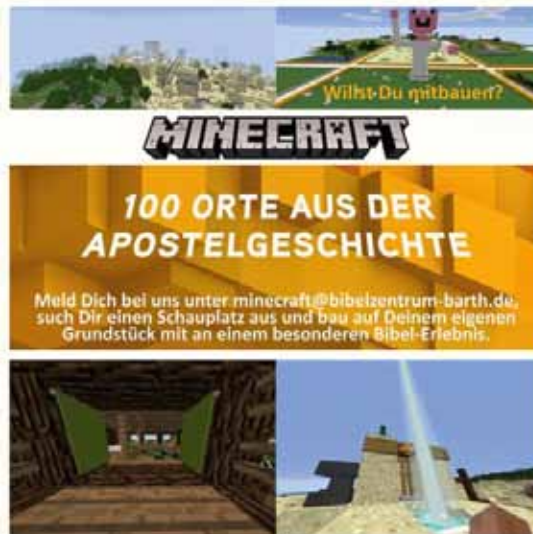 Willst Du mitbauen?
MINECRAFT
100 ORTE AUS DER
APOSTELGESCHICHTE
Meld Dich bei uns unter minecraft@bibelzentrum-barth.de,
such Dir einen Schauplatz aus und bau auf Deinem eigenen
Grundstück mit an einem besonderen Bibel-Erlebnis.